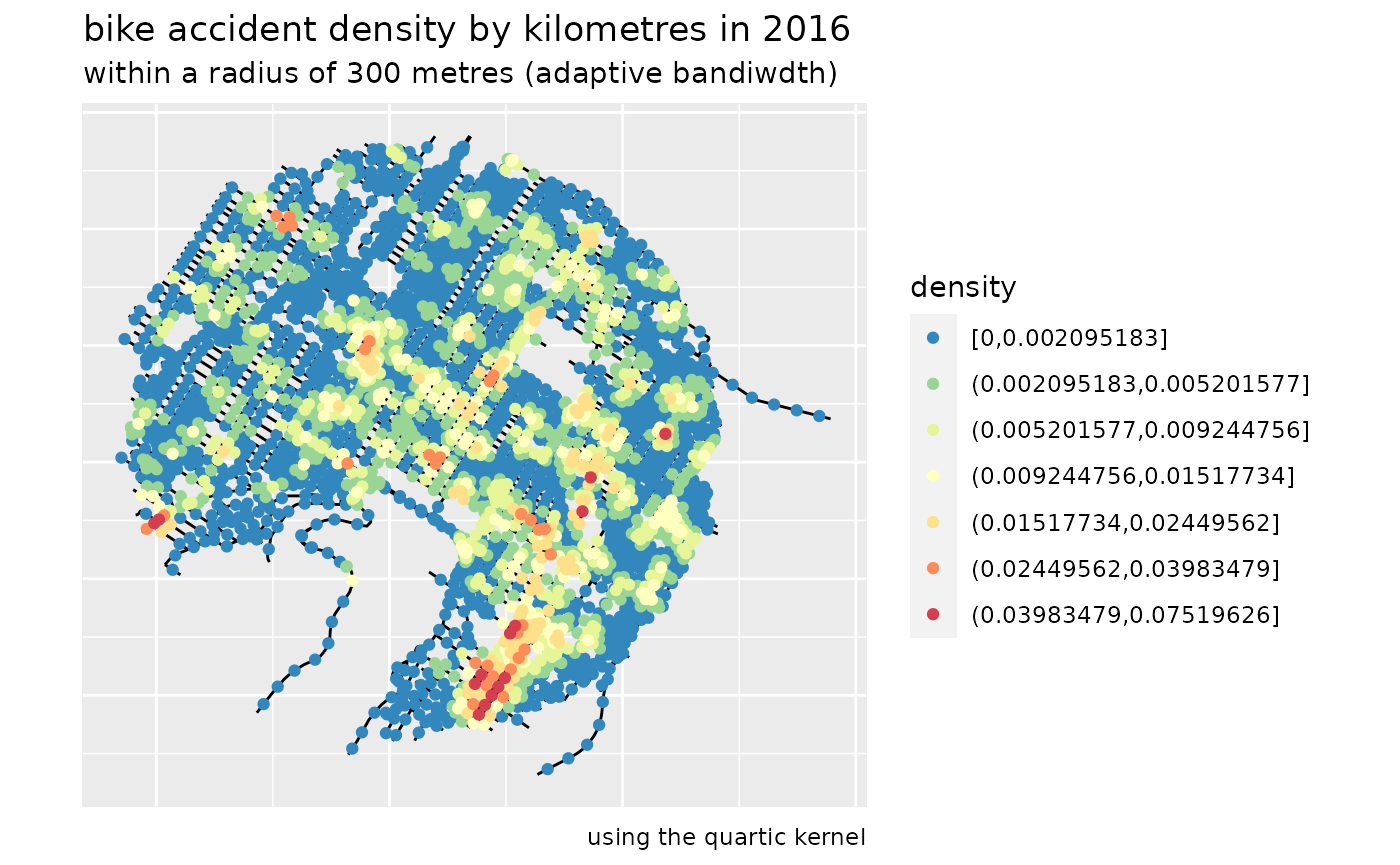 bike accident density by kilometres in 2016
within a radius of 300 metres (adaptive bandiwdth)
density
[0,0.002095183]
(0.002095183,0.005201577]
(0.005201577,0.009244756]
(0.009244756,0.01517734]
(0.01517734,0.02449562]
(0.02449562,0.03983479]
(0.03983479,0.07519626]
using the quartic kernel